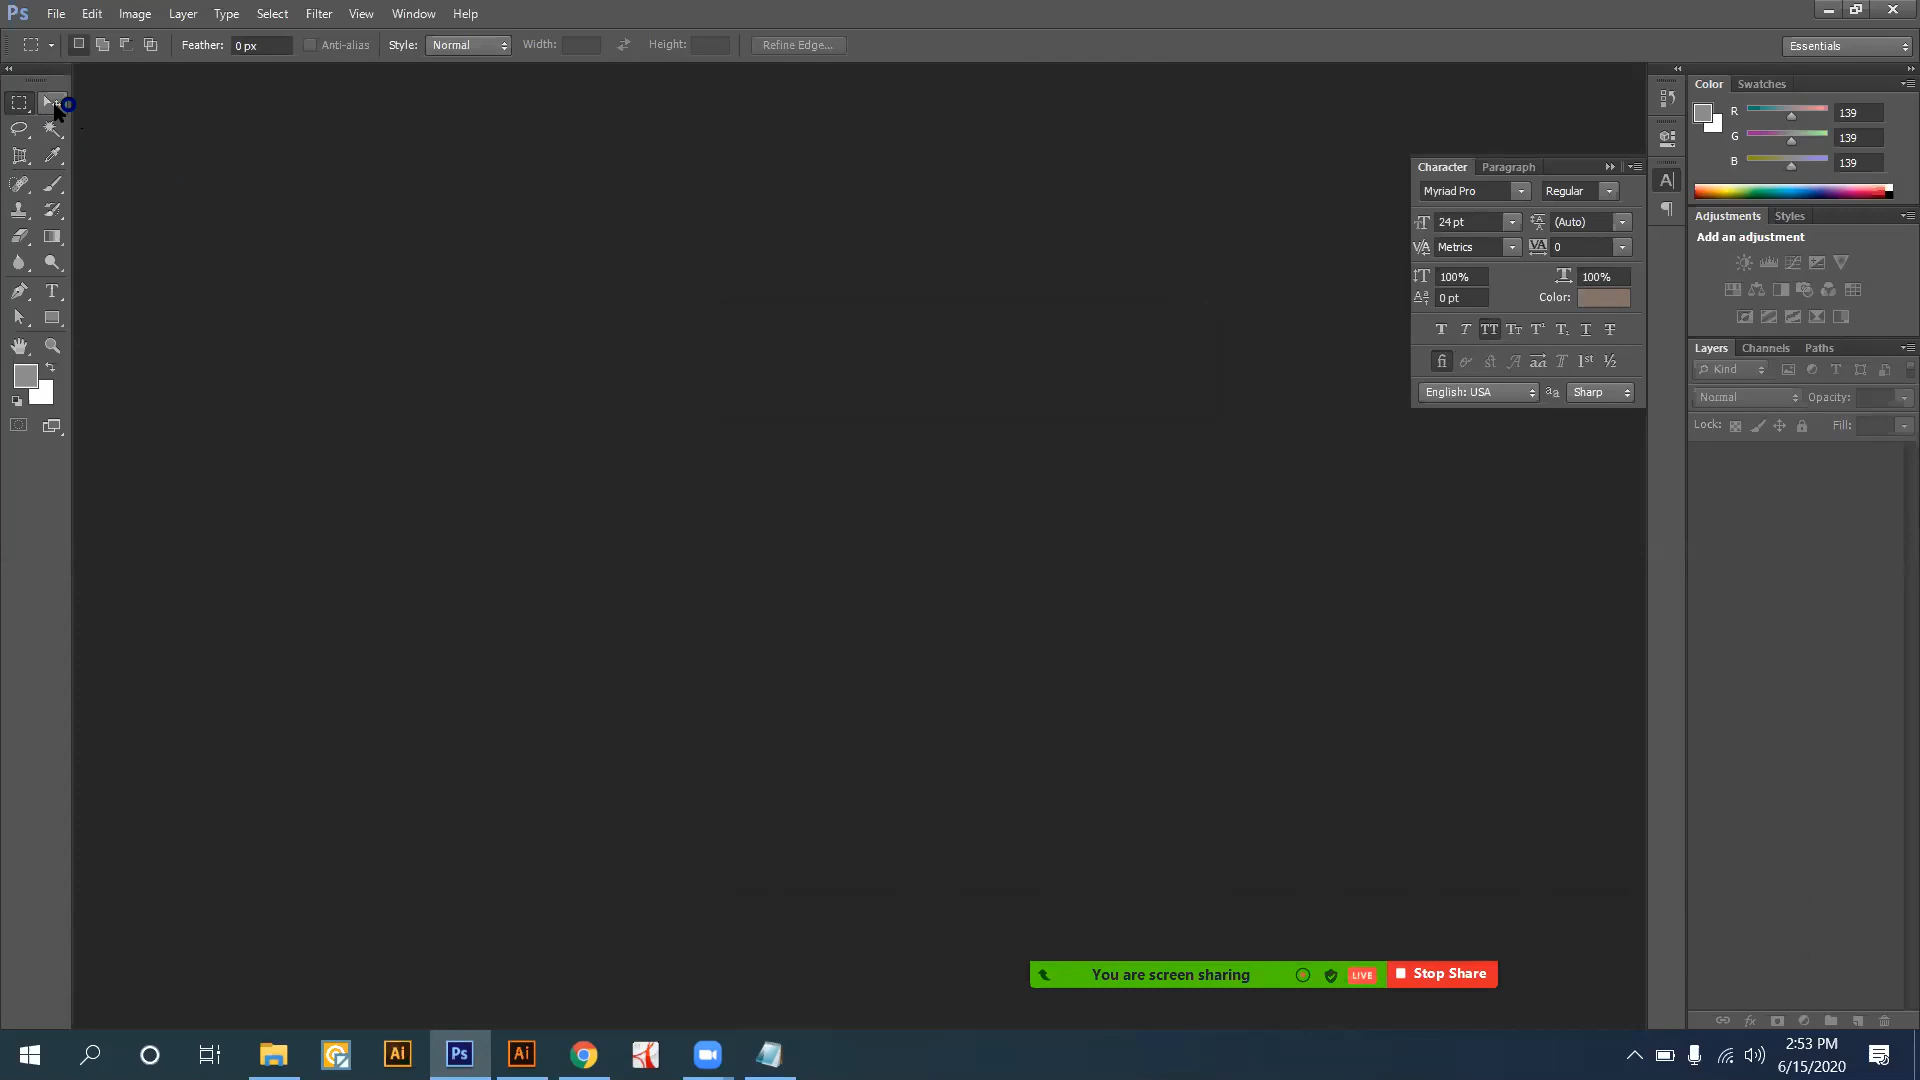 Ps File Edit Image Layer Type Select Filter View Window Help
Feather: 0 px Anti-alias Style: Normal Width: Height: Refine Edge... Essentials
Color Swatches
R 139
G 139
B 139
Character Paragraph
Myriad Pro Regular
24 pt (Auto)
Metrics 0
100% 100%
0 pt Color:
English: USA Sharp
Adjustments Styles
Add an adjustment
Layers Channels Paths
Kind
Normal Opacity:
Lock: Fill:
You are screen sharing LIVE Stop Share
Ai Ps Ai
2:53 PM
6/15/2020